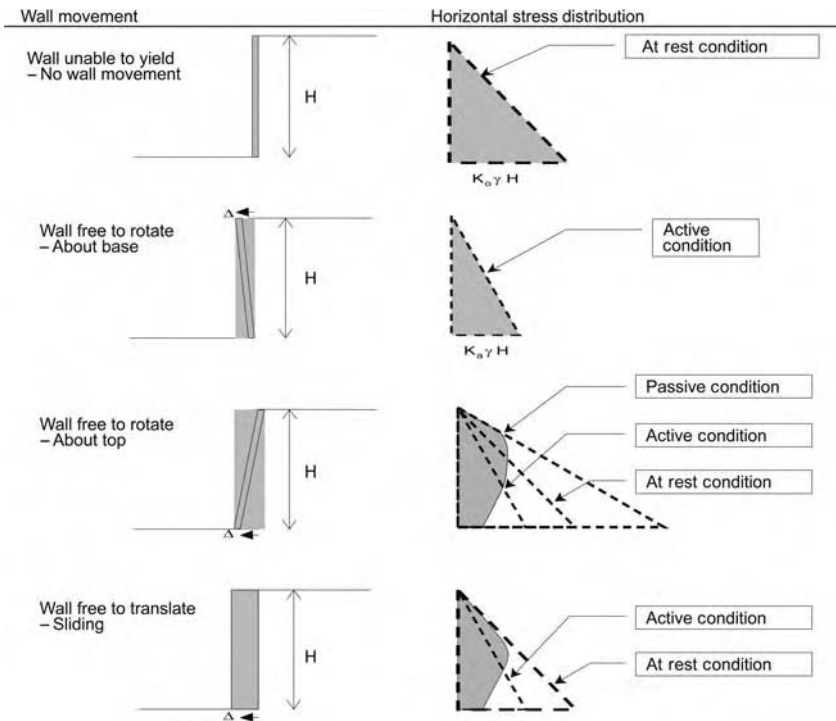 Wall movement
Horizontal stress distribution
Wall unable to yield
– No wall movement
H
At rest condition
KₒγH
Δ
Wall free to rotate
– About base
H
Active
condition
KₐγH
Wall free to rotate
– About top
H
Δ
Passive condition
Active condition
At rest condition
Wall free to translate
– Sliding
H
Δ
Active condition
At rest condition